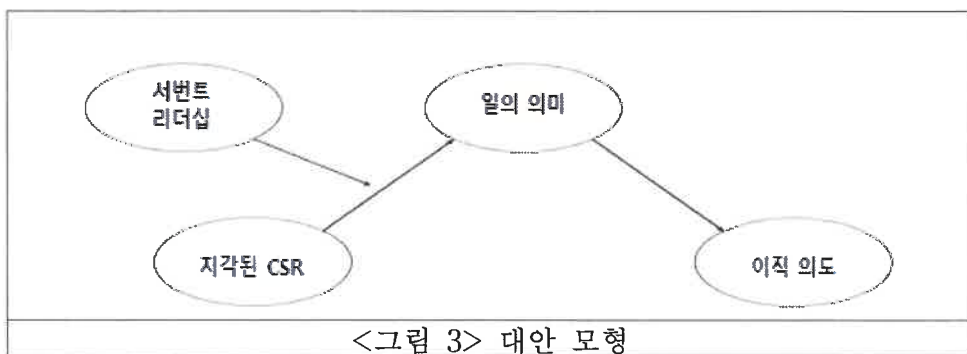 서번트
리더십
일의 의미
지각된 CSR
이직 의도
<그림 3> 대안 모형